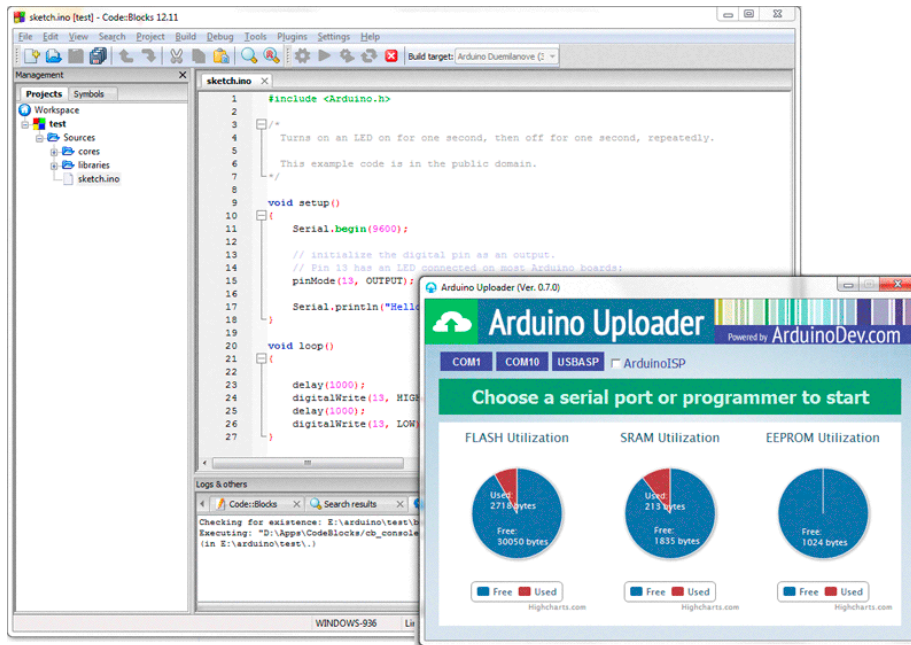 sketch.ino [test] - Code::Blocks 12.11
File Edit View Search Project Build Debug Tools Plugins Settings Help
Build target: Arduino Duemilanove (
Management
Projects Symbols
Workspace
test
Sources
cores
libraries
sketch.ino
sketch.ino
1 #include <Arduino.h>
2
3 /*
4 Turns on an LED on for one second, then off for one second, repeatedly.
5
6 This example code is in the public domain.
7 */
8
9 void setup()
10 {
11 Serial.begin(9600);
12
13 // initialize the digital pin as an output.
14 // Pin 13 has an LED connected on most Arduino boards:
15 pinMode(13, OUTPUT);
16
17 Serial.println("Hello
18 }
19
20 void loop()
21 {
22
23 delay(1000);
24 digitalWrite(13, HIG
25 delay(1000);
26 digitalWrite(13, LOW)
27 }
Logs & others
Code::Blocks Search results
Checking for existence: E:\arduino\test\b
Executing: "D:\Apps\CodeBlocks/cb_console
(in E:\arduino\test\.)
WINDOWS-936
Arduino Uploader (Ver. 0.7.0)
Arduino Uploader
Powered by ArduinoDev.com
COM1 COM10 USBASP ArduinoISP
Choose a serial port or programmer to start
FLASH Utilization
Used:
2718 bytes
Free:
30050 bytes
Free Used
Highcharts.com
SRAM Utilization
Used:
213 bytes
Free:
1835 bytes
Free Used
Highcharts.com
EEPROM Utilization
Free:
1024 bytes
Free Used
Highcharts.com